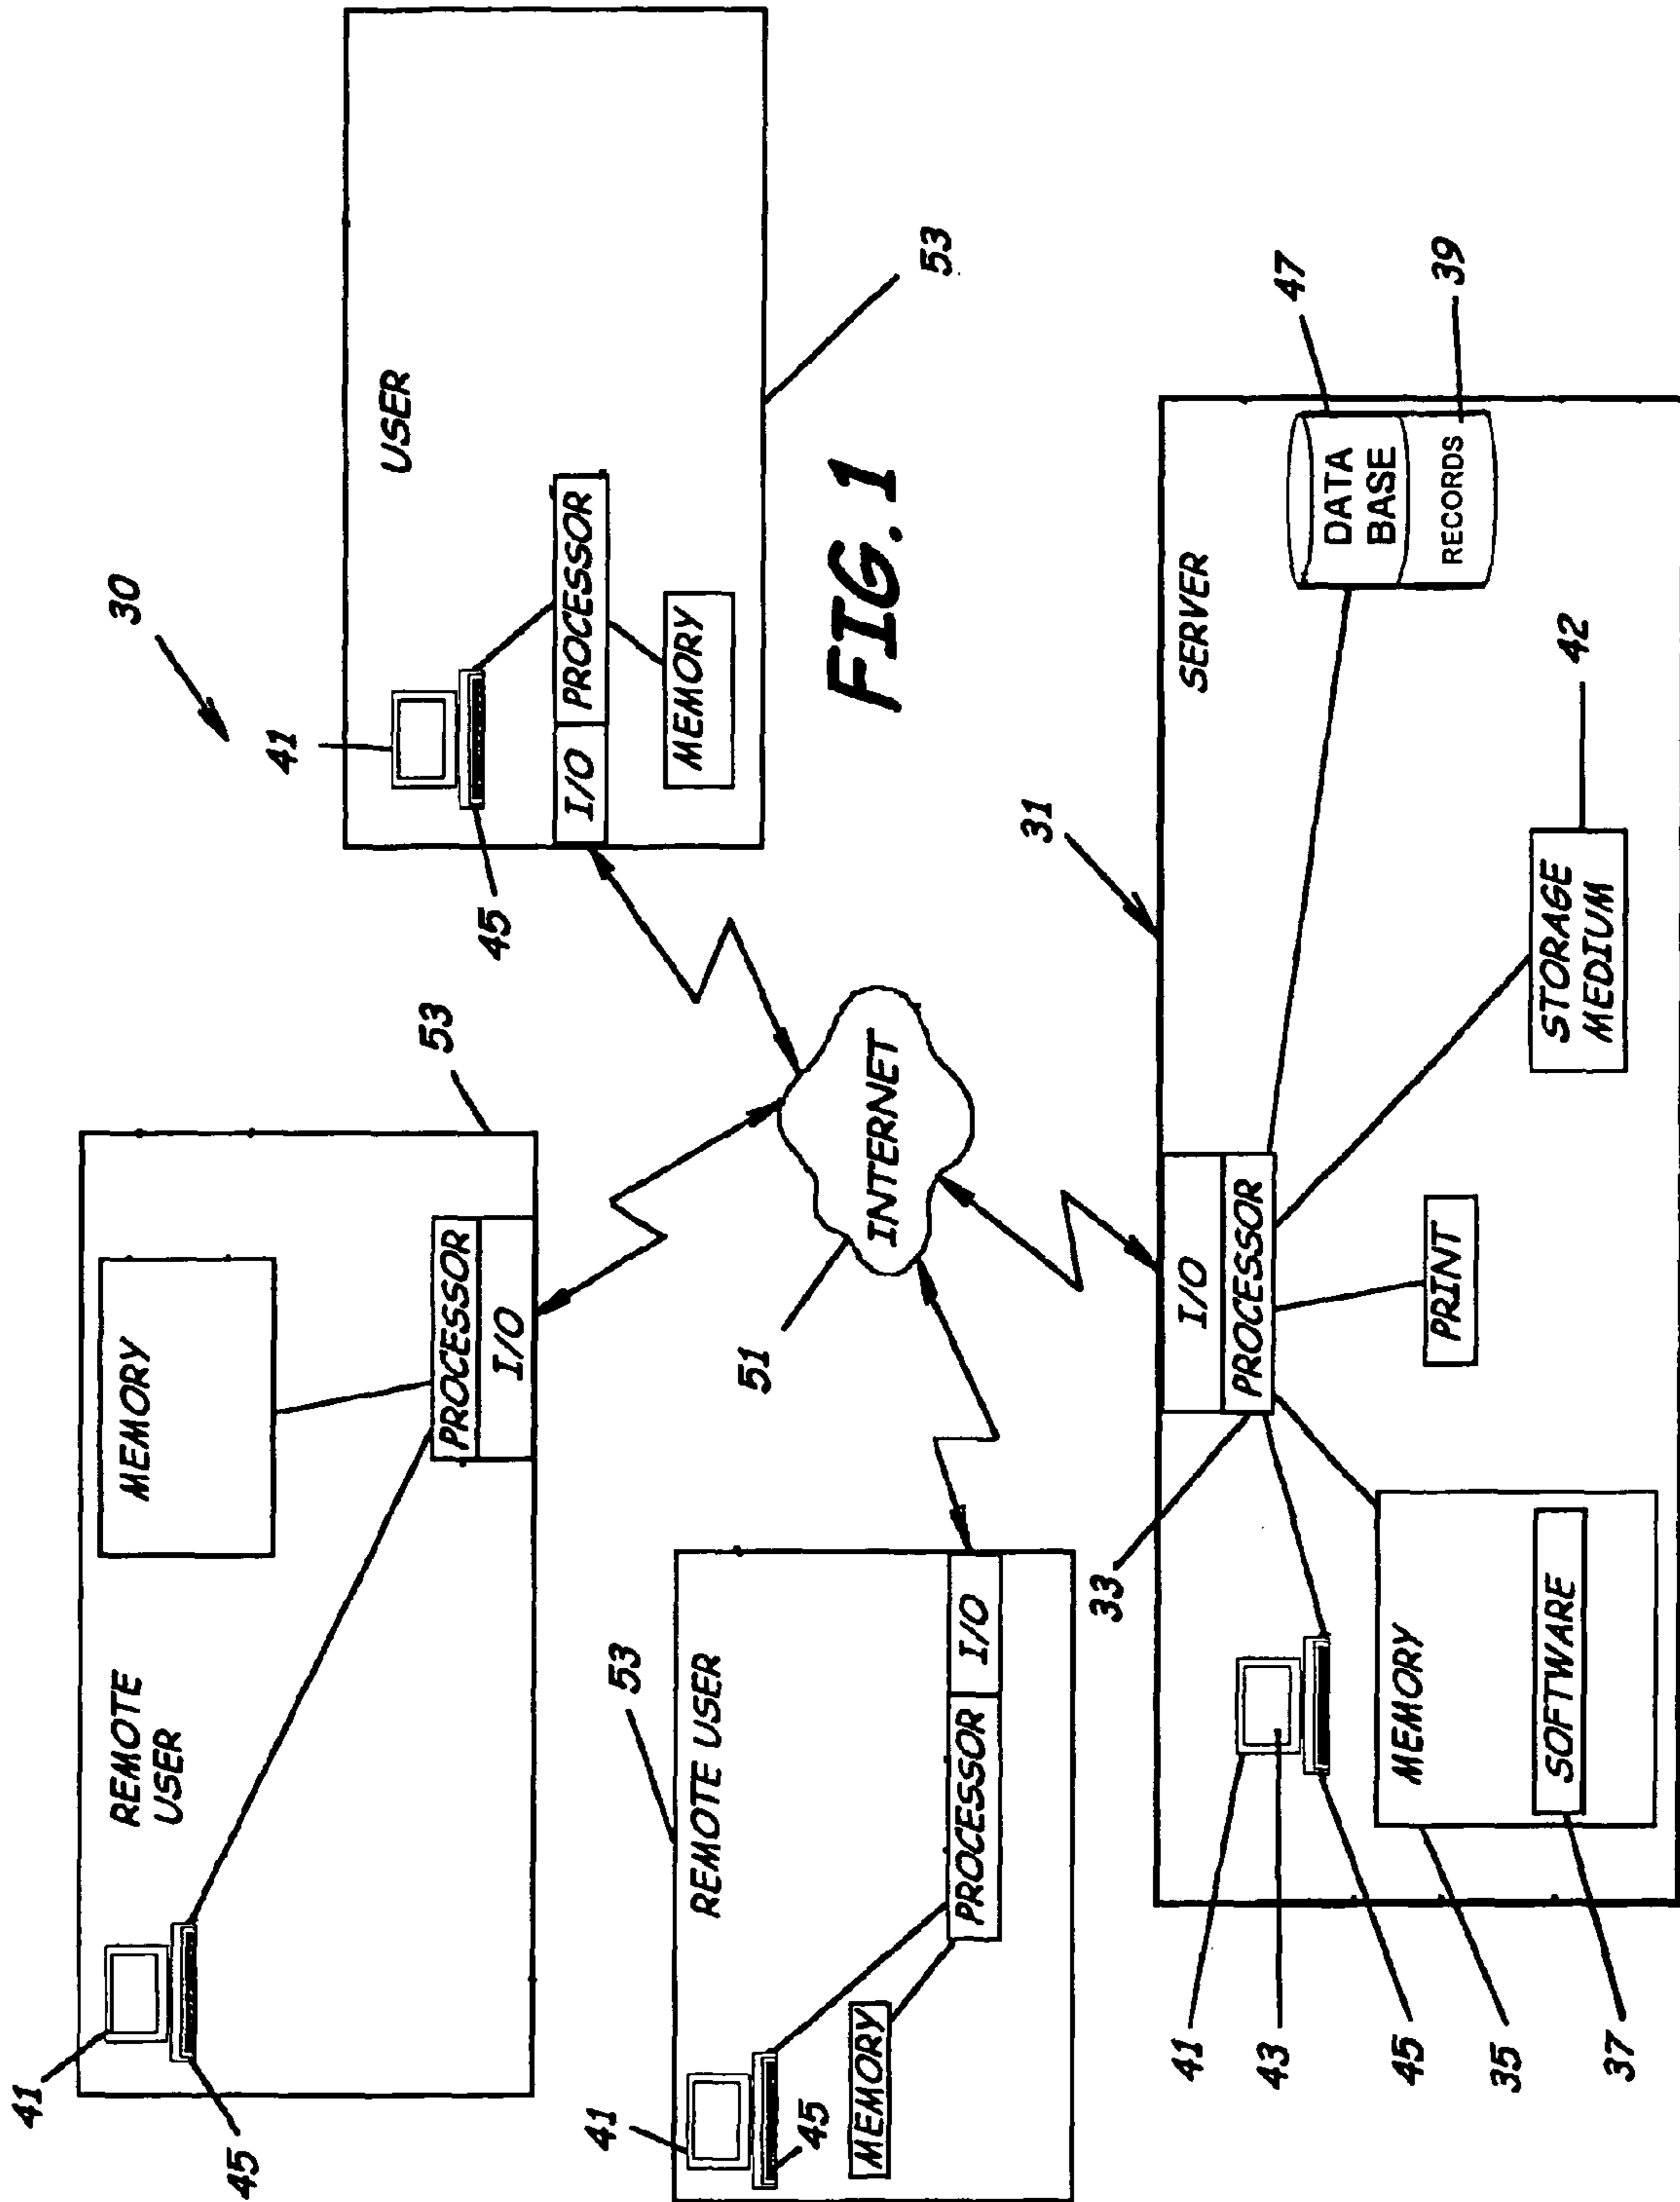 30
REMOTE
USER
MEMORY
PROCESSOR
I/O
41
45
53
USER
41
45
I/O
PROCESSOR
MEMORY
53
REMOTE USER
53
41
45
MEMORY
PROCESSOR
I/O
INTERNET
51
FIG. 1
31
SERVER
I/O
PROCESSOR
33
41
43
45
MEMORY
SOFTWARE
35
37
PRINT
STORAGE
MEDIUM
42
DATA
BASE
RECORDS
47
39